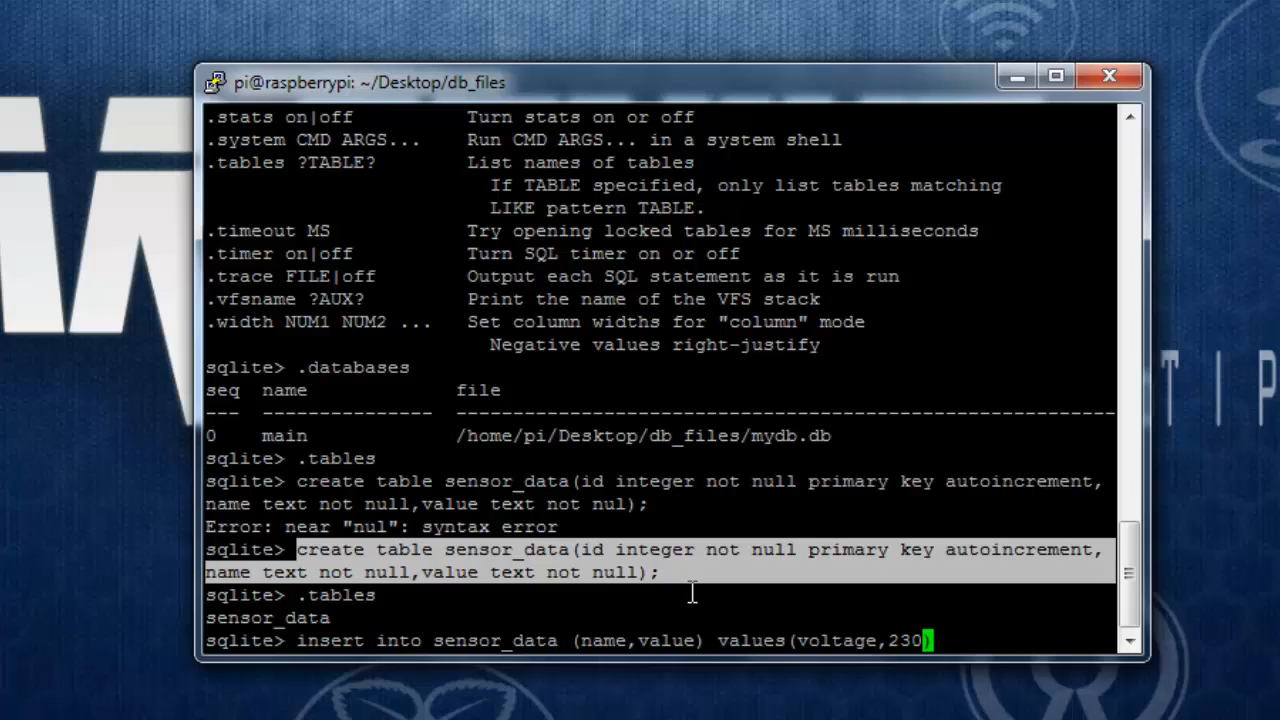 pi@raspberrypi: ~/Desktop/db_files
.stats on|off Turn stats on or off
.system CMD ARGS... Run CMD ARGS... in a system shell
.tables ?TABLE? List names of tables
If TABLE specified, only list tables matching
LIKE pattern TABLE.
.timeout MS Try opening locked tables for MS milliseconds
.timer on|off Turn SQL timer on or off
.trace FILE|off Output each SQL statement as it is run
.vfsname ?AUX? Print the name of the VFS stack
.width NUM1 NUM2 ... Set column widths for "column" mode
Negative values right-justify
sqlite> .databases
seq name file
--- --------------- ----------------------------------------------------------
0 main /home/pi/Desktop/db_files/mydb.db
sqlite> .tables
sqlite> create table sensor_data(id integer not null primary key autoincrement,
name text not null,value text not nul);
Error: near "nul": syntax error
sqlite> create table sensor_data(id integer not null primary key autoincrement,
name text not null,value text not null);
sqlite> .tables
sensor_data
sqlite> insert into sensor_data (name,value) values(voltage,230)